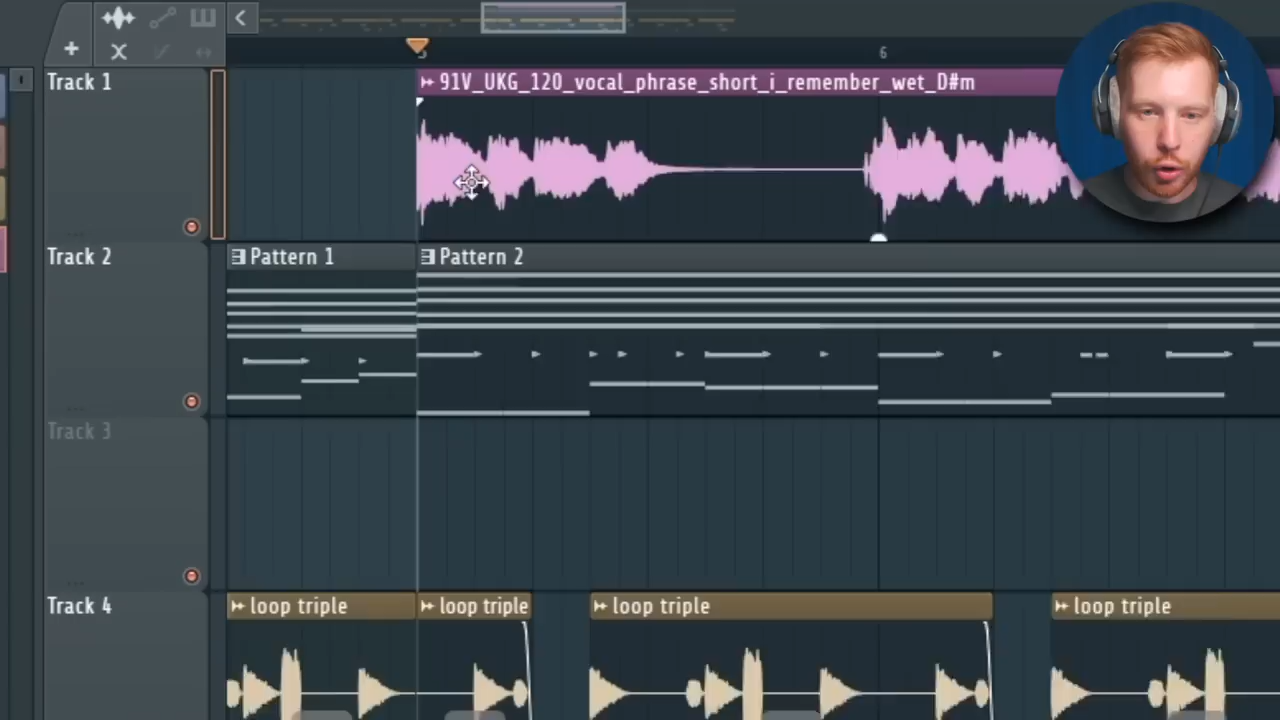 5
6
Track 1
91V_UKG_120_vocal_phrase_short_i_remember_wet_D#m
Track 2
Pattern 1
Pattern 2
Track 3
Track 4
loop triple
loop triple
loop triple
loop triple